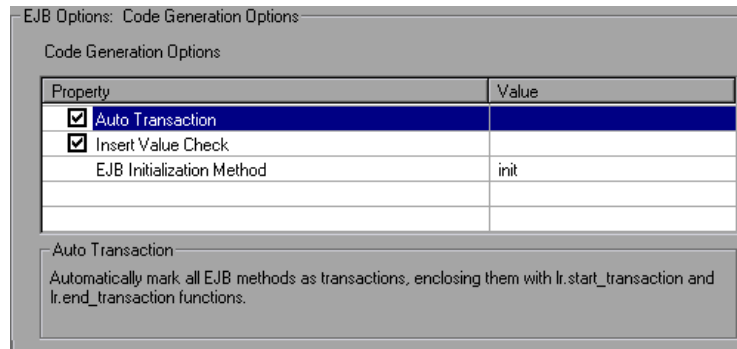 EJB Options:  Code Generation Options
Code Generation Options
Property Value
Auto Transaction
Insert Value Check
EJB Initialization Method init
Auto Transaction
Automatically mark all EJB methods as transactions, enclosing them with lr.start_transaction and
lr.end_transaction functions.